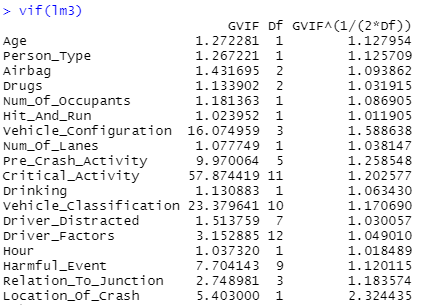 > vif(lm3)
GVIF Df GVIF^(1/(2*Df))
Age 1.272281 1 1.127954
Person_Type 1.267221 1 1.125709
Airbag 1.431695 2 1.093862
Drugs 1.133902 2 1.031915
Num_Of_Occupants 1.181363 1 1.086905
Hit_And_Run 1.023952 1 1.011905
Vehicle_Configuration 16.074959 3 1.588638
Num_Of_Lanes 1.077749 1 1.038147
Pre_Crash_Activity 9.970064 5 1.258548
Critical_Activity 57.874419 11 1.202577
Drinking 1.130883 1 1.063430
Vehicle_Classification 23.379641 10 1.170690
Driver_Distracted 1.513759 7 1.030057
Driver_Factors 3.152885 12 1.049010
Hour 1.037320 1 1.018489
Harmful_Event 7.704143 9 1.120115
Relation_To_Junction 2.748981 3 1.183574
Location_Of_Crash 5.403000 1 2.324435